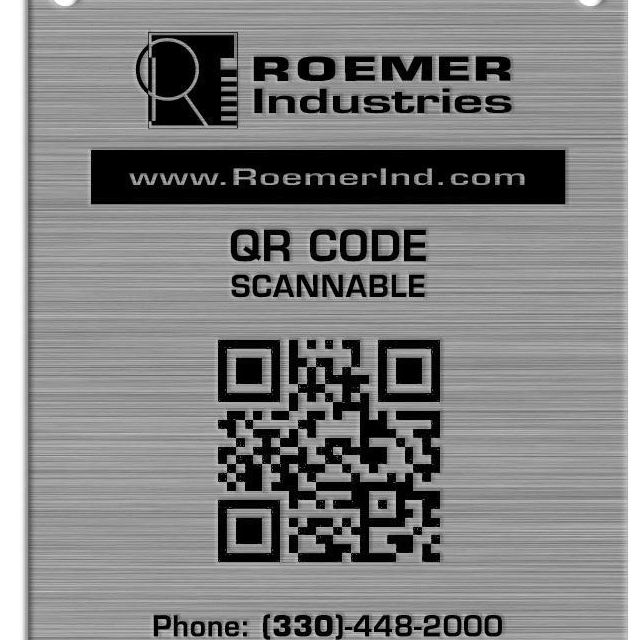 ROEMER
Industries
www.RoemerInd.com
QR CODE
SCANNABLE
Phone: (330)-448-2000